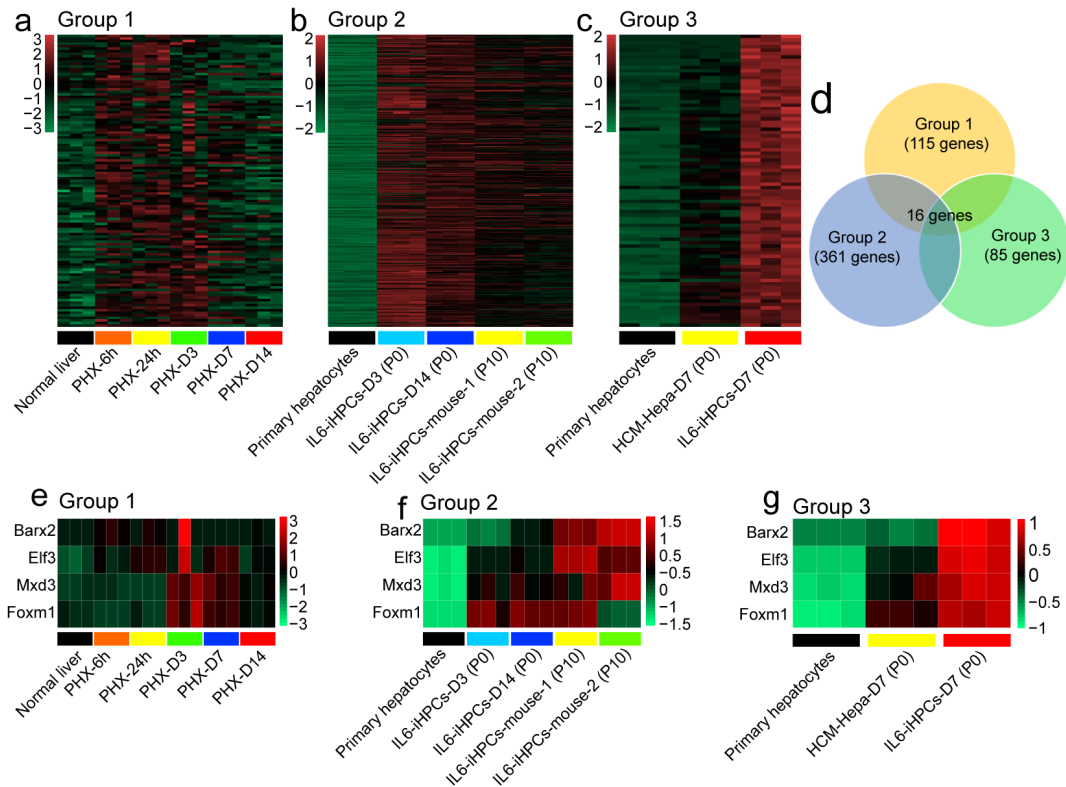 a
Group 1
3
2
1
0
−1
−2
−3
Normal liver
PHX-6h
PHX-24h
PHX-D3
PHX-D7
PHX-D14
b
Group 2
2
1
0
−1
−2
Primary hepatocytes
IL6-iHPCs-D3 (P0)
IL6-iHPCs-D14 (P0)
IL6-iHPCs-mouse-1 (P10)
IL6-iHPCs-mouse-2 (P10)
c
Group 3
2
1
0
−1
−2
Primary hepatocytes
HCM-Hepa-D7 (P0)
IL6-iHPCs-D7 (P0)
d
Group 1
(115 genes)
16 genes
Group 2
(361 genes)
Group 3
(85 genes)
e
Group 1
Barx2
Elf3
Mxd3
Foxm1
3
2
1
0
−1
−2
−3
Normal liver
PHX-6h
PHX-24h
PHX-D3
PHX-D7
PHX-D14
f
Group 2
Barx2
Elf3
Mxd3
Foxm1
1.5
1
0.5
0
−0.5
−1
−1.5
Primary hepatocytes
IL6-iHPCs-D3 (P0)
IL6-iHPCs-D14 (P0)
IL6-iHPCs-mouse-1 (P10)
IL6-iHPCs-mouse-2 (P10)
g
Group 3
Barx2
Elf3
Mxd3
Foxm1
1
0.5
0
−0.5
−1
Primary hepatocytes
HCM-Hepa-D7 (P0)
IL6-iHPCs-D7 (P0)